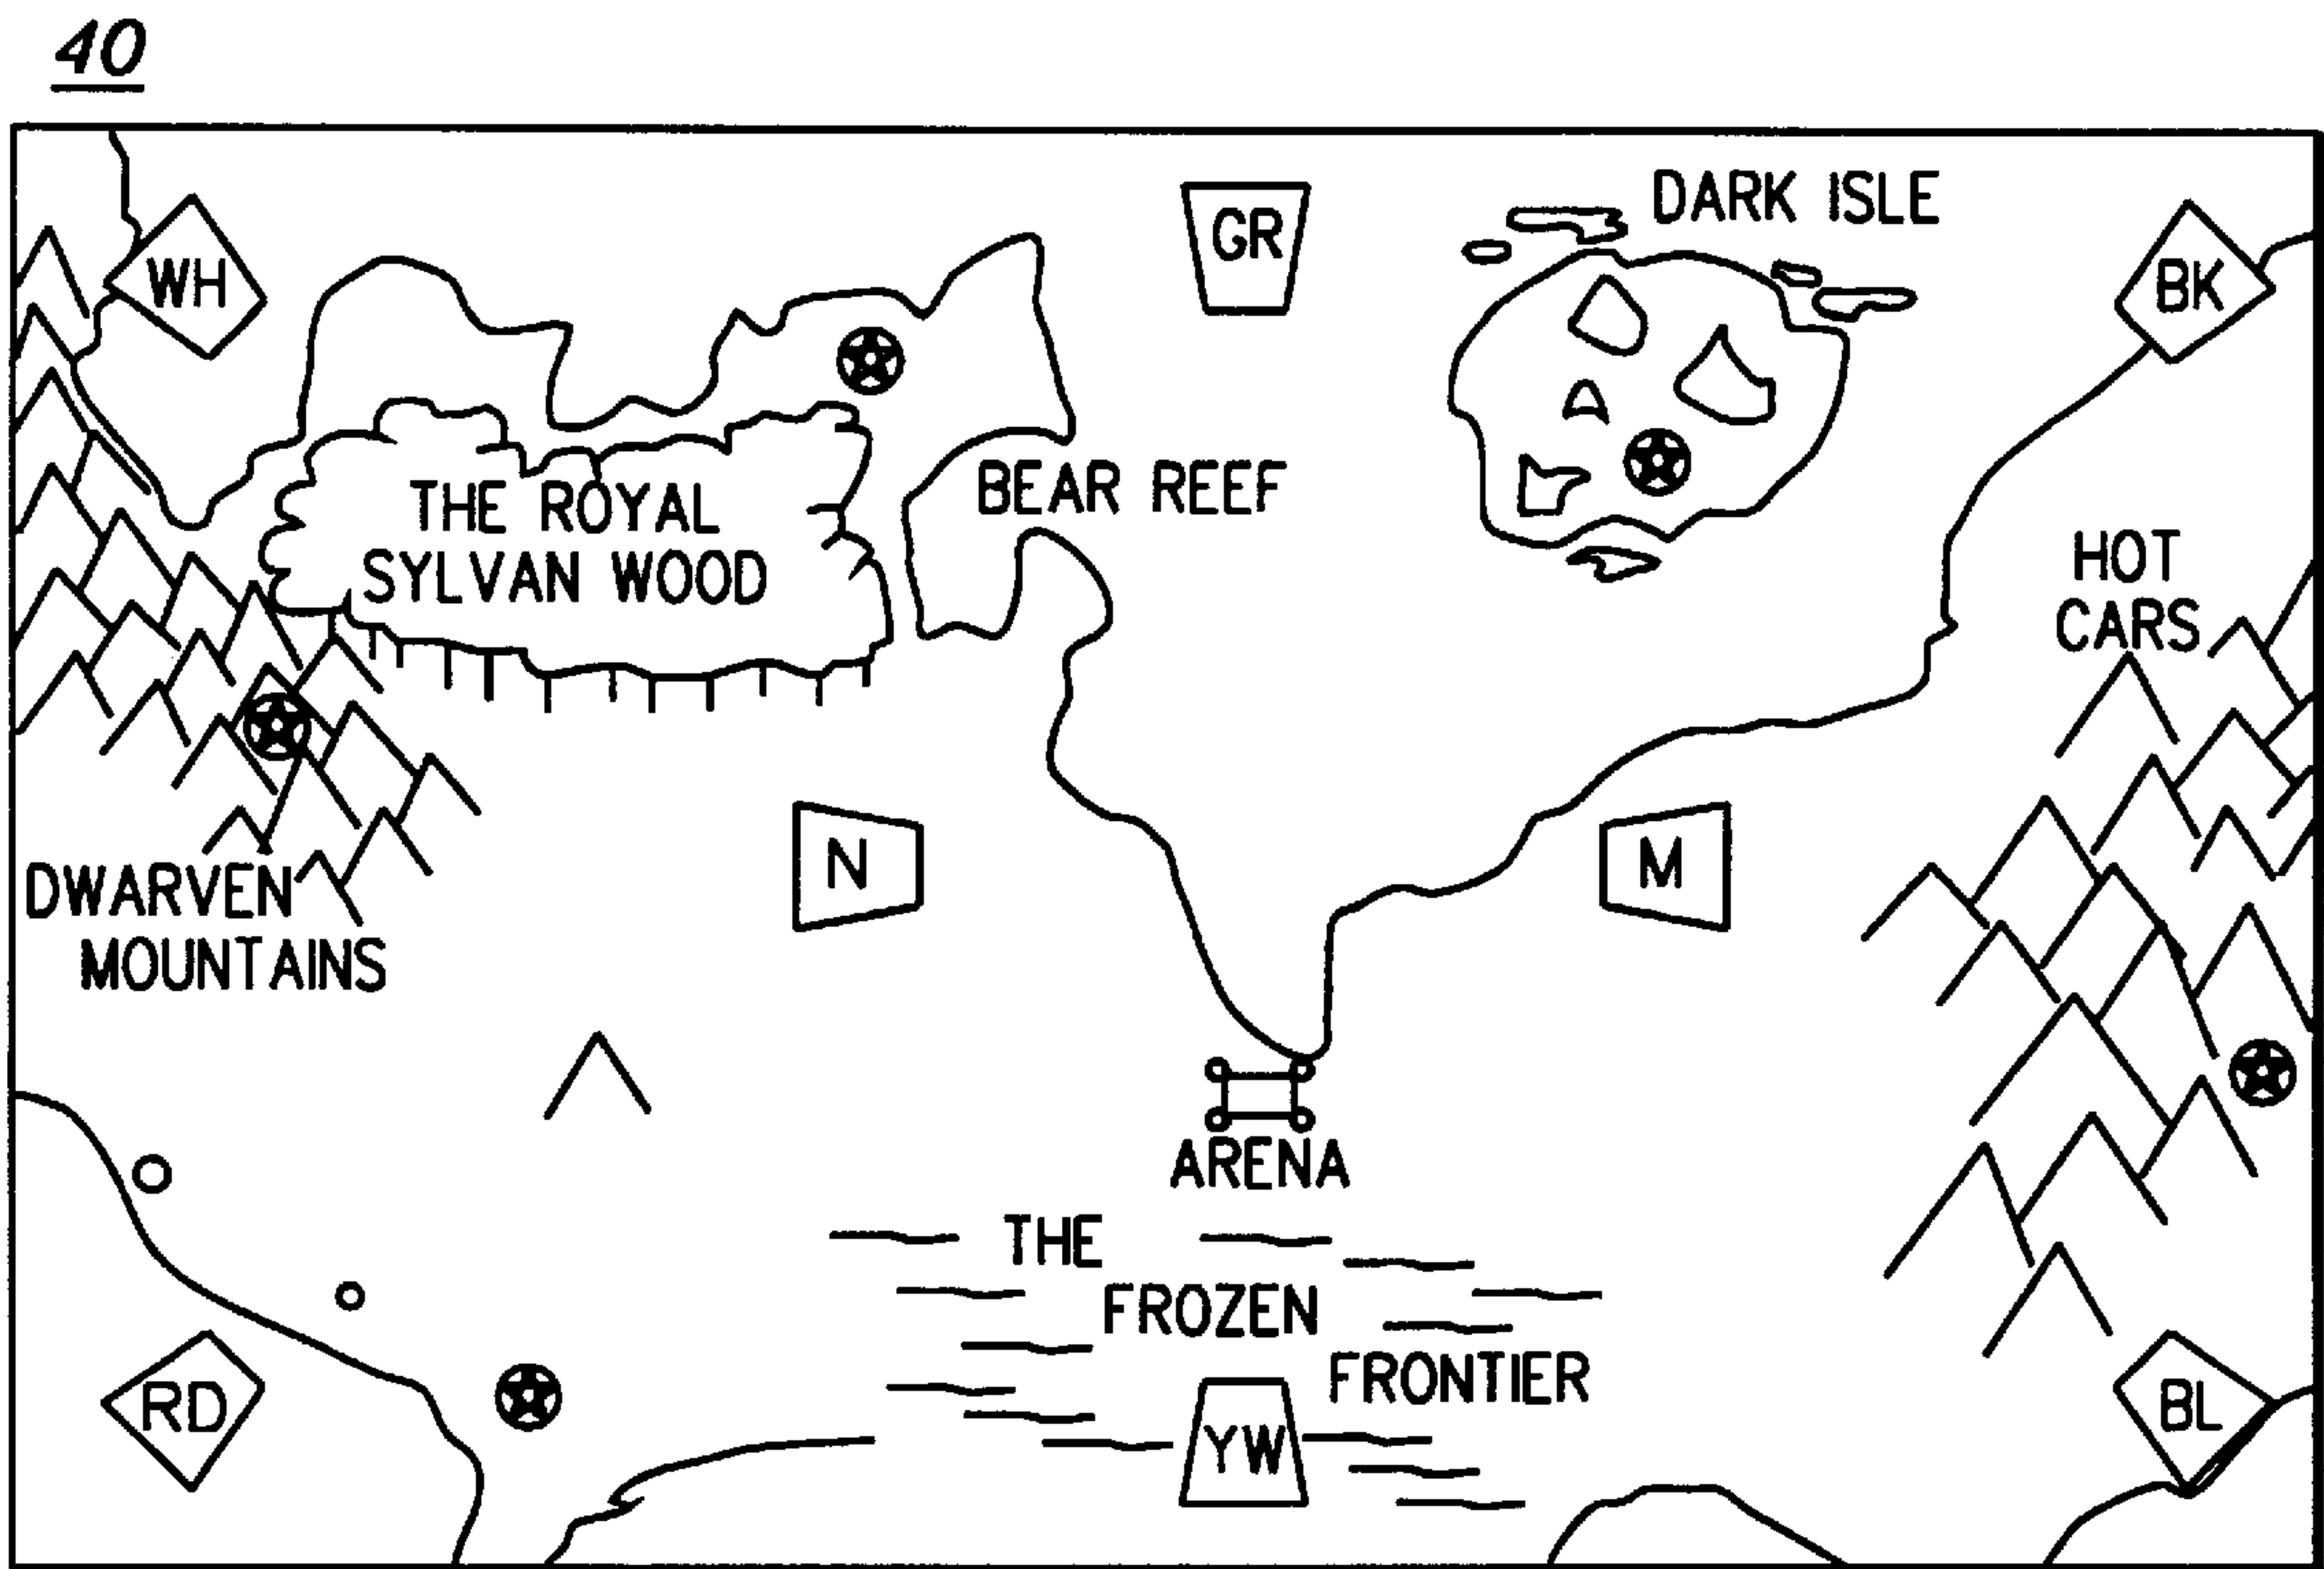 40
DARK ISLE
GR
WH
BK
BEAR REEF
THE ROYAL
SYLVAN WOOD
HOT
CARS
N
M
DWARVEN
MOUNTAINS
ARENA
THE
FROZEN
FRONTIER
RD
YW
BL